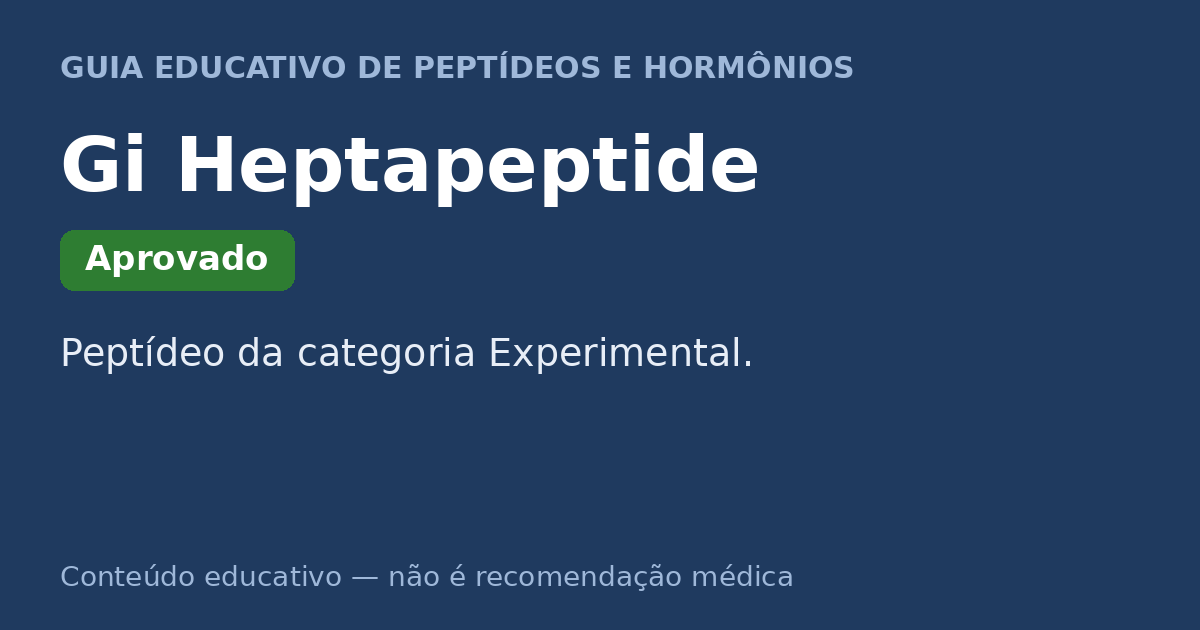 GUIA EDUCATIVO DE PEPTÍDEOS E HORMÔNIOS
Gi Heptapeptide
Aprovado
Peptídeo da categoria Experimental.
Conteúdo educativo — não é recomendação médica